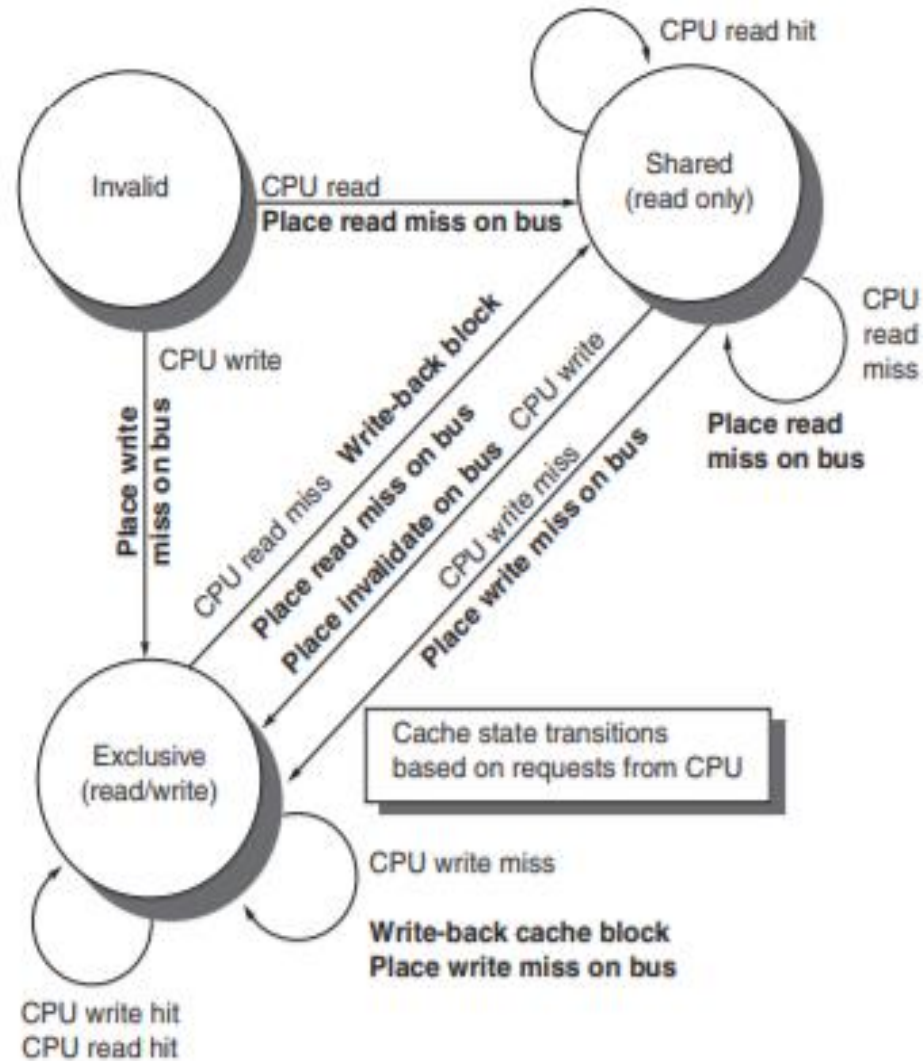 CPU read hit
Invalid
Shared
(read only)
CPU read
Place read miss on bus
CPU
read
miss
Place read
miss on bus
CPU write
Place write
miss on bus
CPU read miss Write-back block
Place read miss on bus
Place invalidate on bus CPU write
CPU write miss
Place write miss on bus
Cache state transitions
based on requests from CPU
Exclusive
(read/write)
CPU write miss
Write-back cache block
Place write miss on bus
CPU write hit
CPU read hit